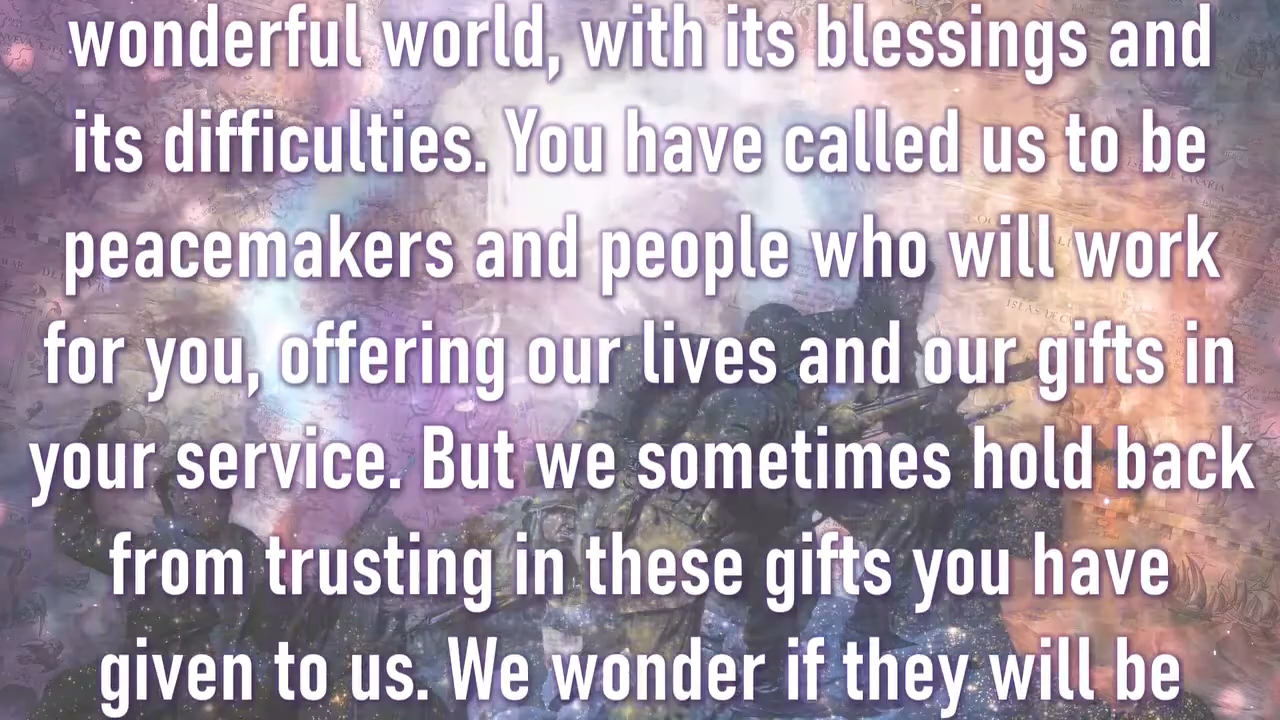 wonderful world, with its blessings and
its difficulties. You have called us to be
peacemakers and people who will work
for you, offering our lives and our gifts in
your service. But we sometimes hold back
from trusting in these gifts you have
given to us. We wonder if they will be